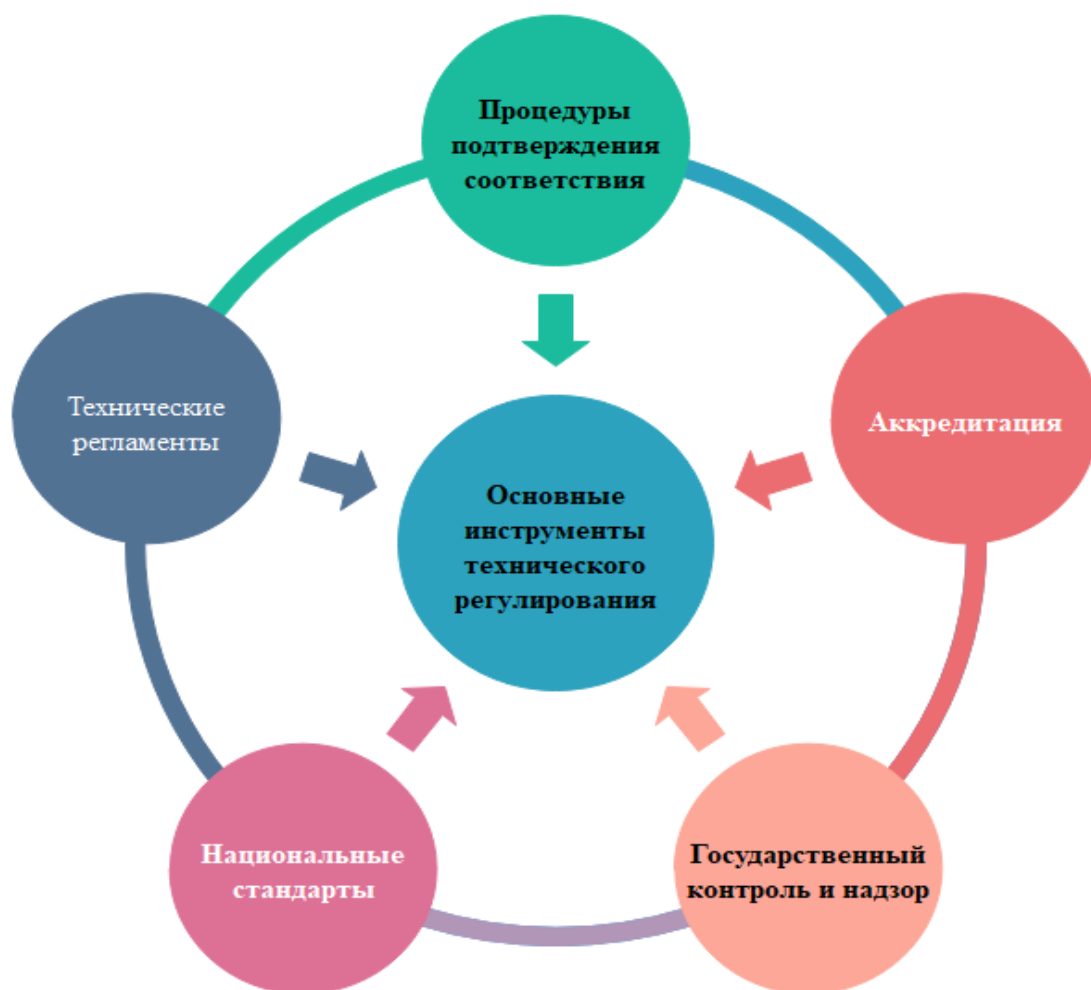 Процедуры
подтверждения
соответствия
Технические
регламенты
Аккредитация
Основные
инструменты
технического
регулирования
Национальные
стандарты
Государственный
контроль и надзор